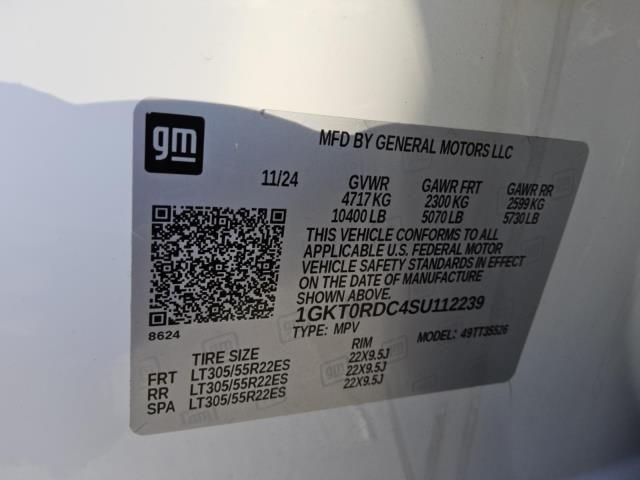 gm
MFD BY GENERAL MOTORS LLC
11/24 GVWR GAWR FRT GAWR RR
4717 KG 2300 KG 2599 KG
10400 LB 5070 LB 5730 LB
THIS VEHICLE CONFORMS TO ALL
APPLICABLE U.S. FEDERAL MOTOR
VEHICLE SAFETY STANDARDS IN EFFECT
ON THE DATE OF MANUFACTURE
SHOWN ABOVE.
1GKT0RDC4SU112239
8624 TYPE: MPV MODEL: 49TT35526
TIRE SIZE RIM
FRT LT305/55R22ES 22X9.5J
RR LT305/55R22ES 22X9.5J
SPA LT305/55R22ES 22X9.5J